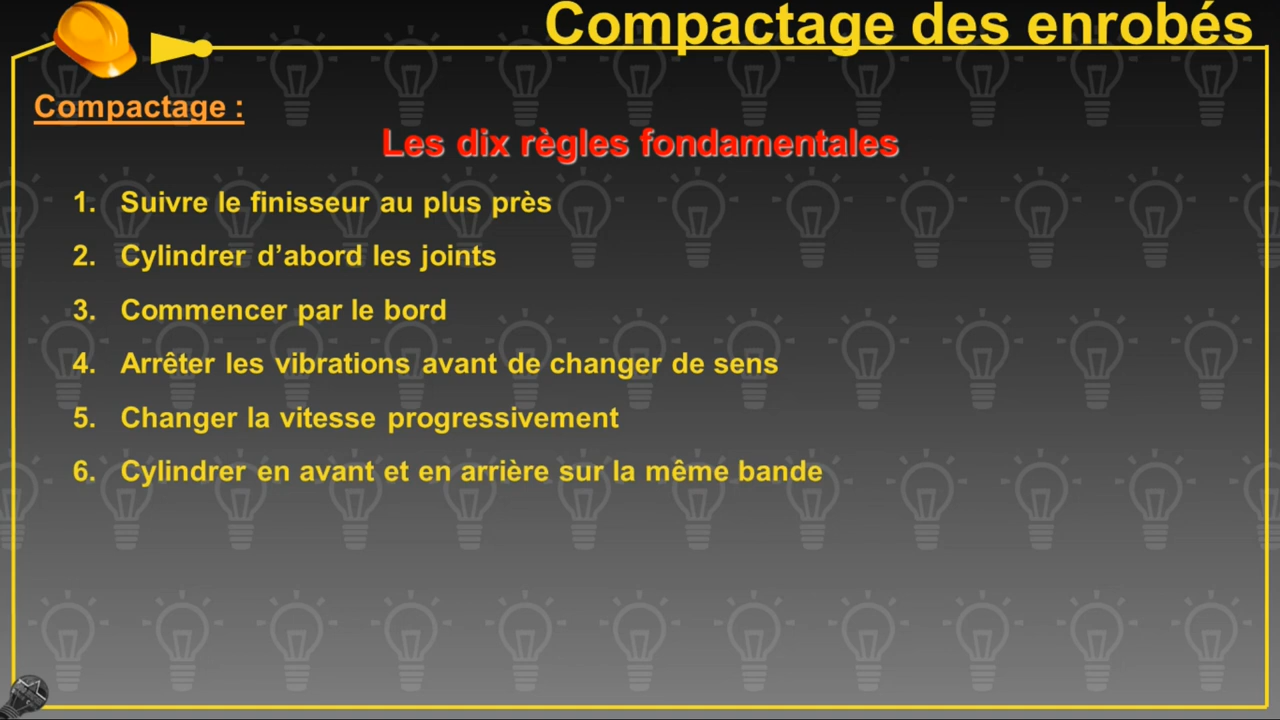 Compactage des enrobés
Compactage :
Les dix règles fondamentales
1. Suivre le finisseur au plus près
2. Cylindrer d’abord les joints
3. Commencer par le bord
4. Arrêter les vibrations avant de changer de sens
5. Changer la vitesse progressivement
6. Cylindrer en avant et en arrière sur la même bande